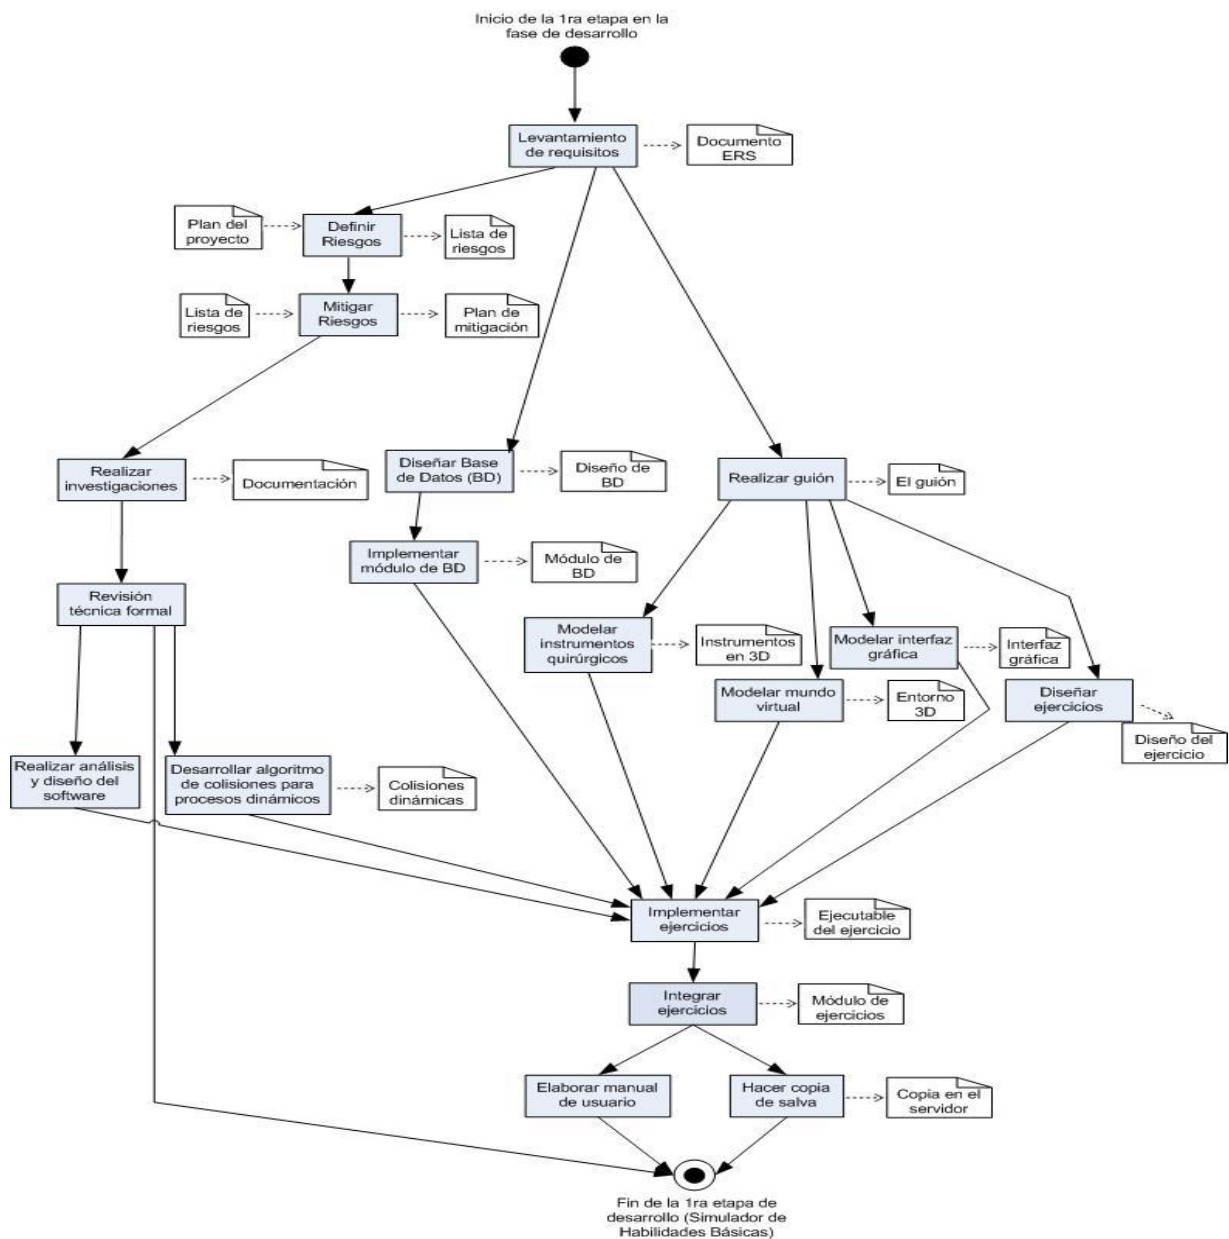 Inicio de la 1ra etapa en la
fase de desarrollo
Levantamiento
de requisitos
Documento
ERS
Plan del
proyecto
Definir
Riesgos
Lista de
riesgos
Lista de
riesgos
Mitigar
Riesgos
Plan de
mitigación
Realizar
investigaciones
Documentación
Diseñar Base
de Datos (BD)
Diseño de
BD
Realizar guión
El guión
Implementar
módulo de BD
Módulo de
BD
Revisión
técnica formal
Modelar
instrumentos
quirúrgicos
Instrumentos
en 3D
Modelar interfaz
gráfica
Interfaz
gráfica
Modelar mundo
virtual
Entorno
3D
Diseñar
ejercicios
Diseño del
ejercicio
Realizar análisis
y diseño del
software
Desarrollar algoritmo
de colisiones para
procesos dinámicos
Colisiones
dinámicas
Implementar
ejercicios
Ejecutable
del ejercicio
Integrar
ejercicios
Módulo de
ejercicios
Elaborar manual
de usuario
Hacer copia
de salva
Copia en el
servidor
Fin de la 1ra etapa de
desarrollo (Simulador de
Habilidades Básicas)